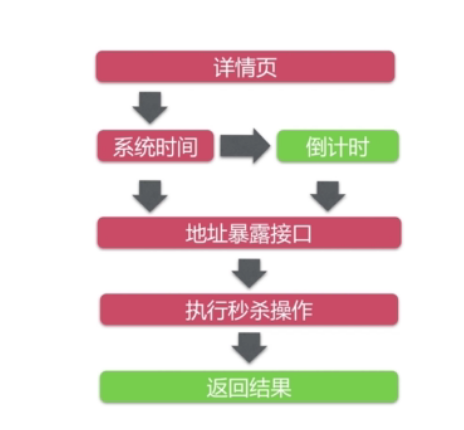 详情页
系统时间
倒计时
地址暴露接口
执行秒杀操作
返回结果